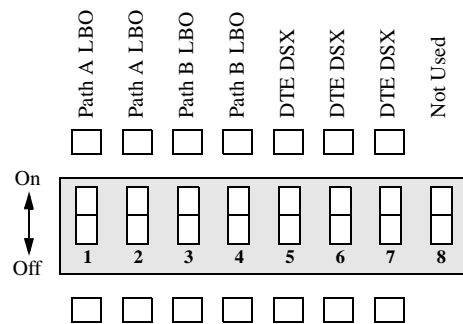 Path A LBO
Path A LBO
Path B LBO
Path B LBO
DTE DSX
DTE DSX
DTE DSX
Not Used
On
Off
1 2 3 4 5 6 7 8